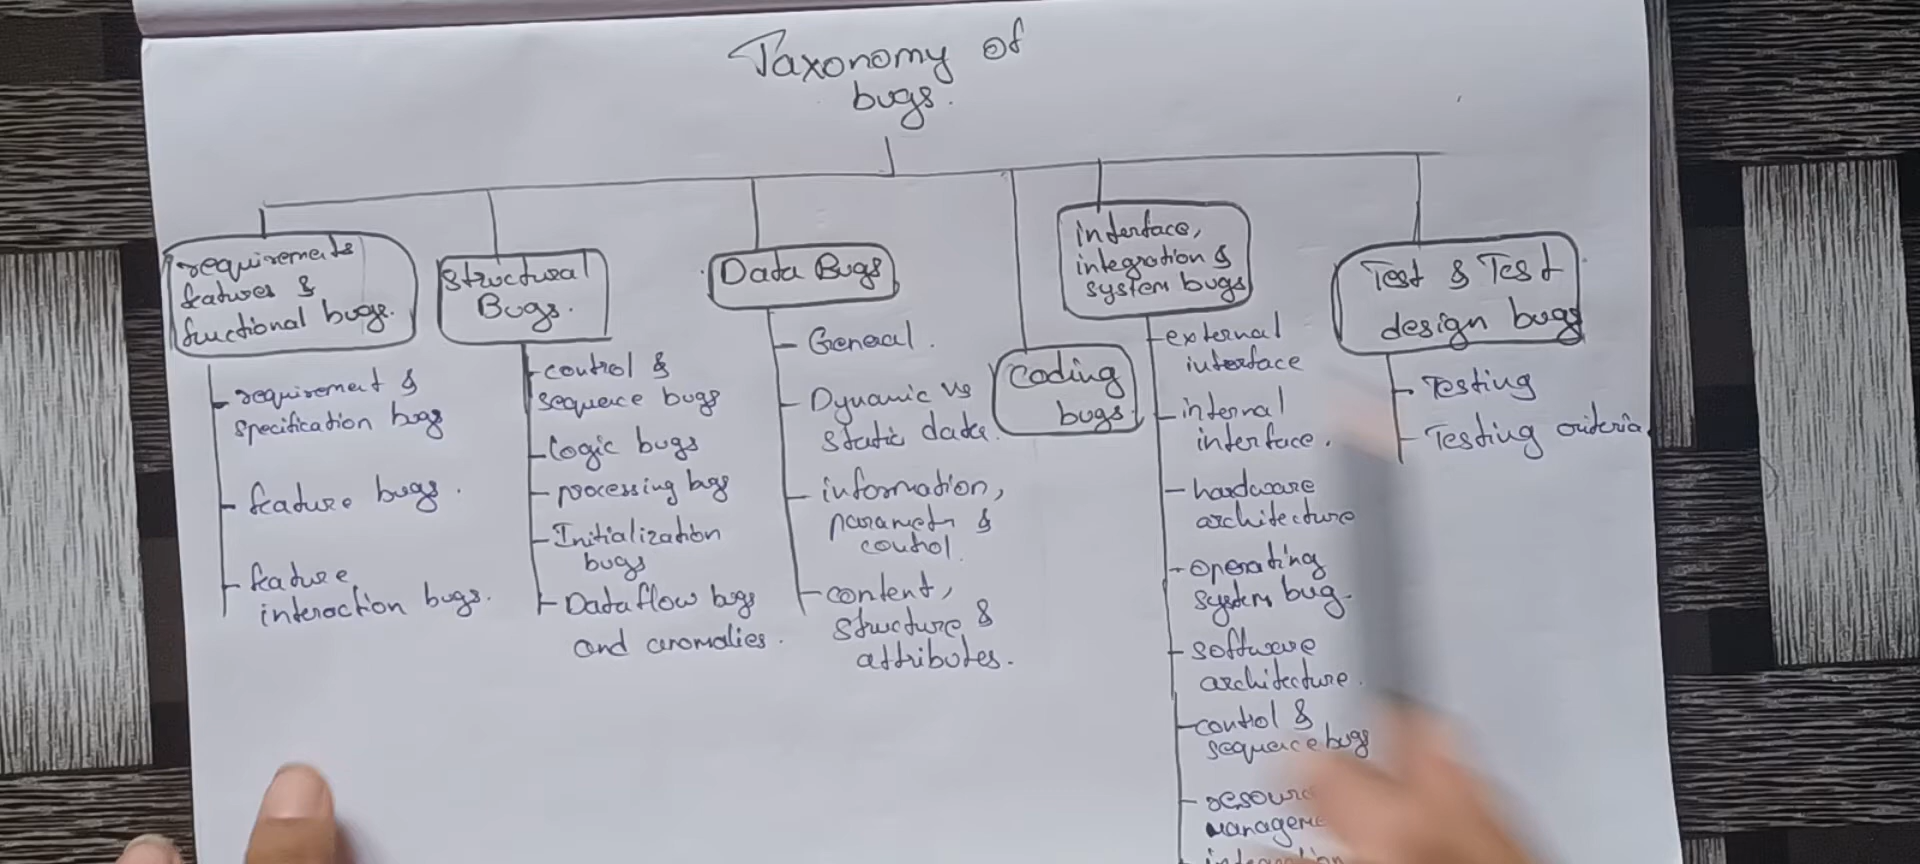 Taxonomy of
bugs.
requirements
features &
fuctional bugs.
requirement &
specification bugs
feature bugs.
feature
interaction bugs.
Structural
Bugs.
control &
sequence bugs
Logic bugs
processing bugs
Initialization
bugs
Dataflow bugs
and anomalies.
Data Bugs
General.
Dynamic vs
static data.
information,
parametr &
control.
content,
structure &
attributes.
Coding
bugs.
interface,
integration &
system bugs
external
interface
internal
interface.
hardware
architecture
operating
system bug.
software
architecture.
control &
sequence bugs
Test & Test
design bugs
Testing
Testing criteria